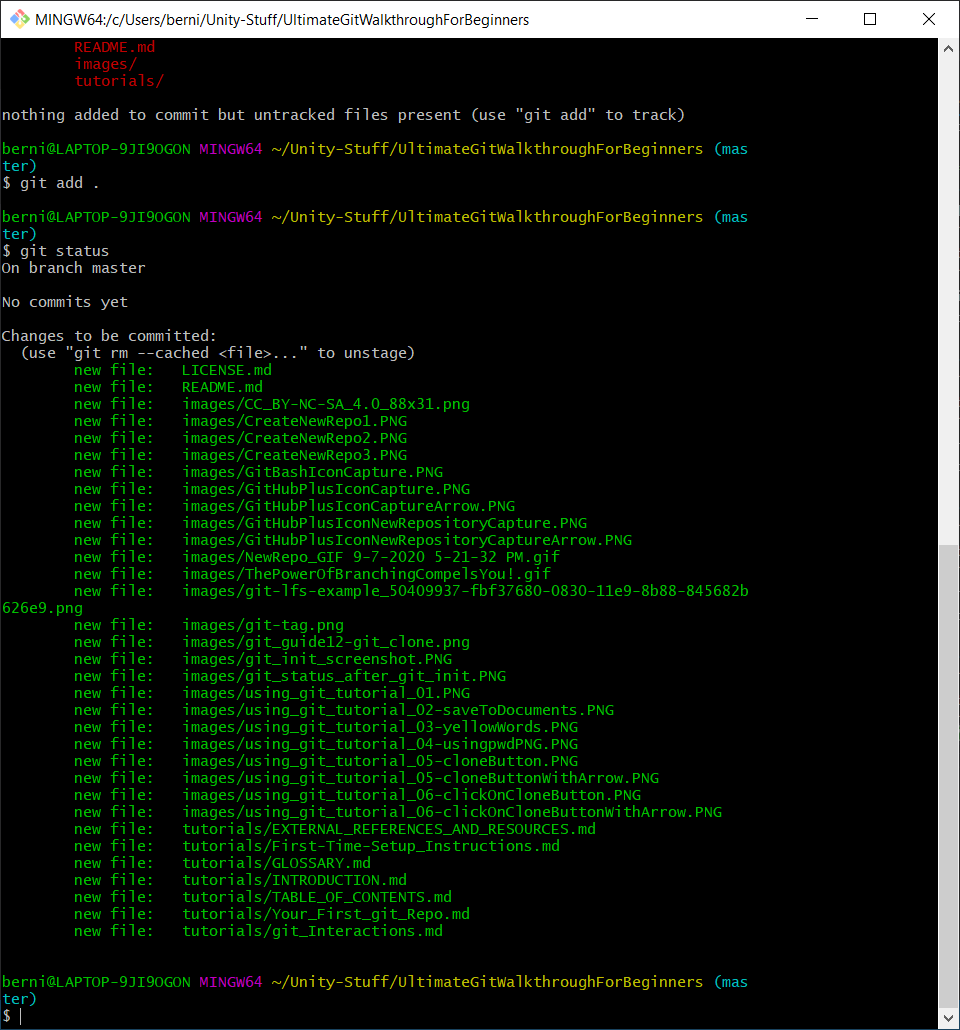 MINGW64:/c/Users/berni/Unity-Stuff/UltimateGitWalkthroughForBeginners
README.md
images/
tutorials/
nothing added to commit but untracked files present (use "git add" to track)
berni@LAPTOP-9JI9OGON MINGW64 ~/Unity-Stuff/UltimateGitWalkthroughForBeginners (mas
ter)
$ git add .
berni@LAPTOP-9JI9OGON MINGW64 ~/Unity-Stuff/UltimateGitWalkthroughForBeginners (mas
ter)
$ git status
On branch master
No commits yet
Changes to be committed:
(use "git rm --cached <file>..." to unstage)
new file: LICENSE.md
new file: README.md
new file: images/CC_BY-NC-SA_4.0_88x31.png
new file: images/CreateNewRepo1.PNG
new file: images/CreateNewRepo2.PNG
new file: images/CreateNewRepo3.PNG
new file: images/GitBashIconCapture.PNG
new file: images/GitHubPlusIconCapture.PNG
new file: images/GitHubPlusIconCaptureArrow.PNG
new file: images/GitHubPlusIconNewRepositoryCapture.PNG
new file: images/GitHubPlusIconNewRepositoryCaptureArrow.PNG
new file: images/NewRepo_GIF 9-7-2020 5-21-32 PM.gif
new file: images/ThePowerOfBranchingCompelsYou!.gif
new file: images/git-lfs-example_50409937-fbf37680-0830-11e9-8b88-845682b
626e9.png
new file: images/git-tag.png
new file: images/git_guide12-git_clone.png
new file: images/git_init_screenshot.PNG
new file: images/git_status_after_git_init.PNG
new file: images/using_git_tutorial_01.PNG
new file: images/using_git_tutorial_02-saveToDocuments.PNG
new file: images/using_git_tutorial_03-yellowWords.PNG
new file: images/using_git_tutorial_04-usingpwdPNG.PNG
new file: images/using_git_tutorial_05-cloneButton.PNG
new file: images/using_git_tutorial_05-cloneButtonWithArrow.PNG
new file: images/using_git_tutorial_06-clickOnCloneButton.PNG
new file: images/using_git_tutorial_06-clickOnCloneButtonWithArrow.PNG
new file: tutorials/EXTERNAL_REFERENCES_AND_RESOURCES.md
new file: tutorials/First-Time-Setup_Instructions.md
new file: tutorials/GLOSSARY.md
new file: tutorials/INTRODUCTION.md
new file: tutorials/TABLE_OF_CONTENTS.md
new file: tutorials/Your_First_git_Repo.md
new file: tutorials/git_Interactions.md
berni@LAPTOP-9JI9OGON MINGW64 ~/Unity-Stuff/UltimateGitWalkthroughForBeginners (mas
ter)
$